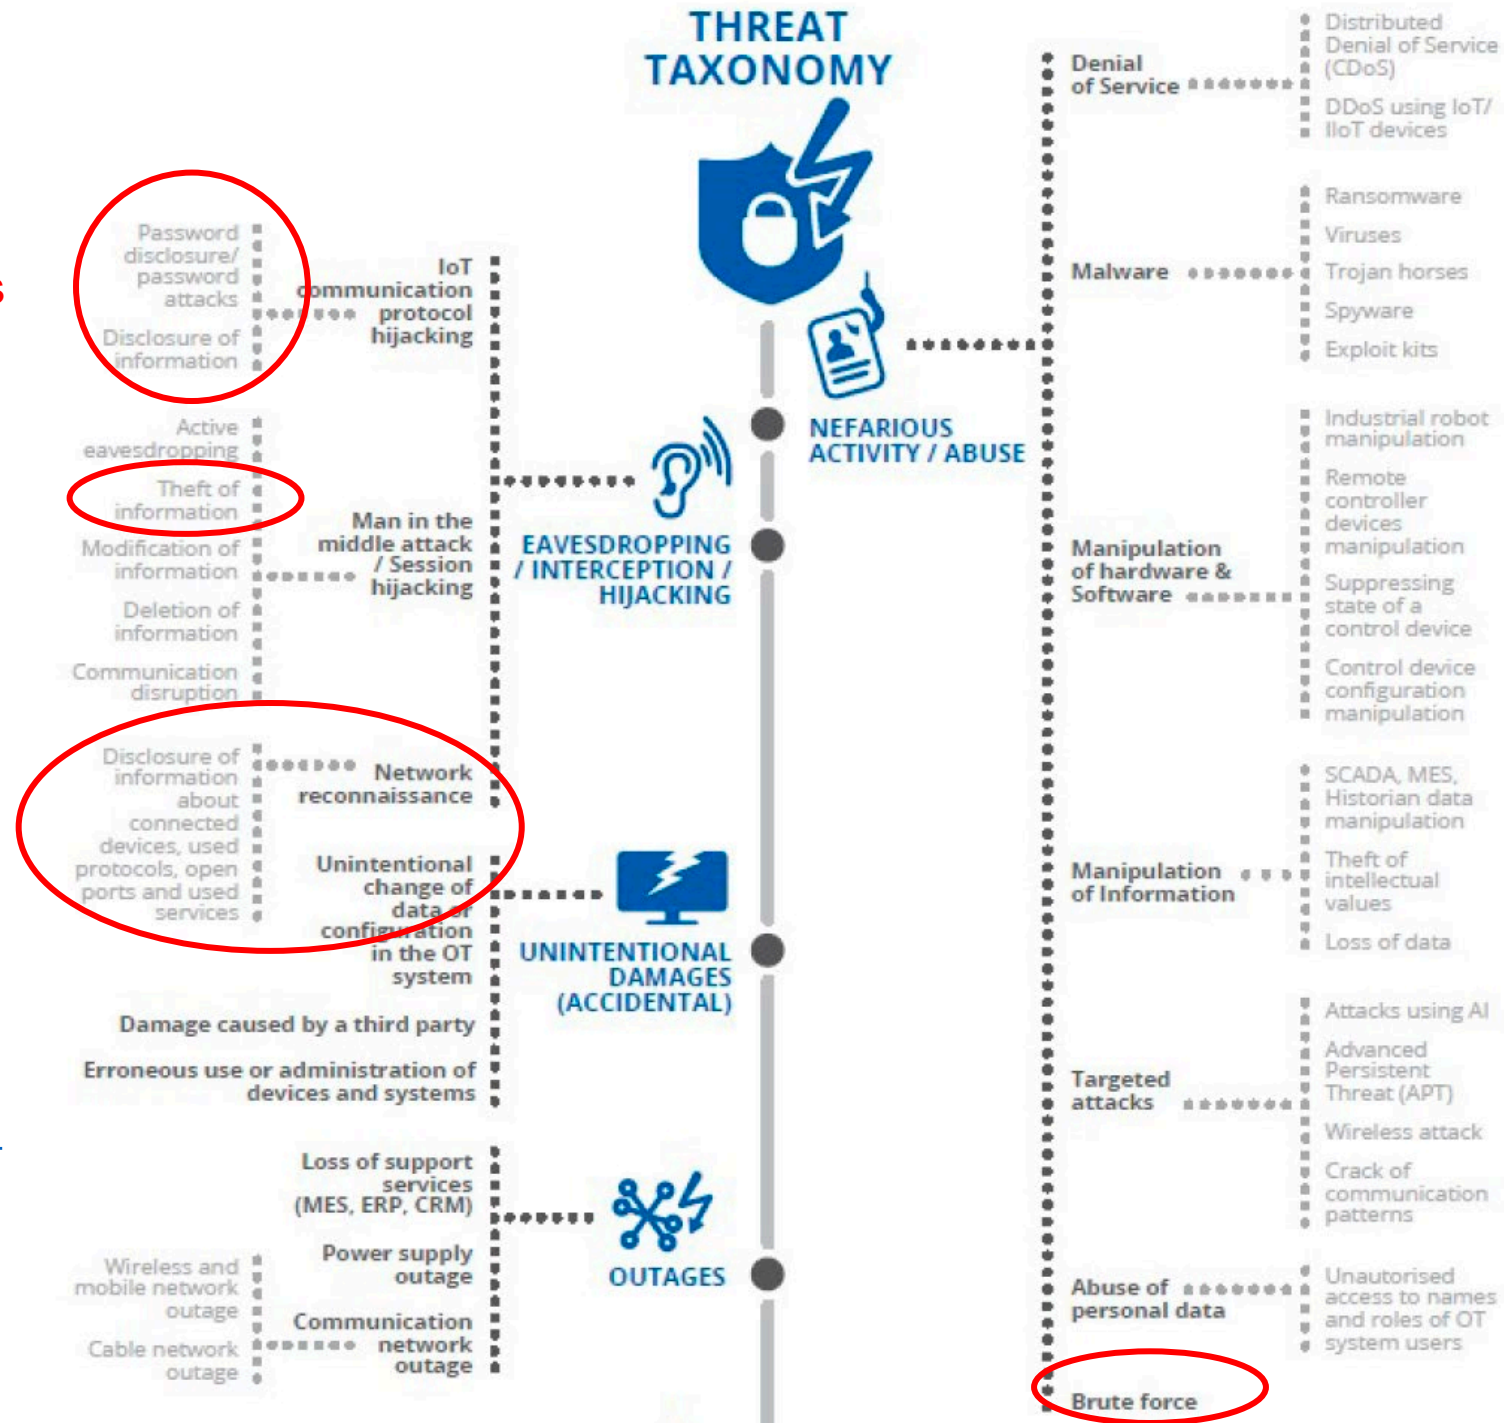 THREAT
TAXONOMY
s
Password
disclosure/
password
attacks
Disclosure of
information
IoT
communication
protocol
hijacking
Active
eavesdropping
Theft of
information
Modification of
information
Deletion of
information
Communication
disruption
Man in the
middle attack
/ Session
hijacking
EAVESDROPPING
/ INTERCEPTION /
HIJACKING
Disclosure of
information
about
connected
devices, used
protocols, open
ports and used
services
Network
reconnaissance
Unintentional
change of
data or
configuration
in the OT
system
Damage caused by a third party
Erroneous use or administration of
devices and systems
UNINTENTIONAL
DAMAGES
(ACCIDENTAL)
Loss of support
services
(MES, ERP, CRM)
Power supply
outage
Communication
network
outage
Wireless and
mobile network
outage
Cable network
outage
OUTAGES
NEFARIOUS
ACTIVITY / ABUSE
Denial
of Service
Distributed
Denial of Service
(CDoS)
DDoS using IoT/
IIoT devices
Malware
Ransomware
Viruses
Trojan horses
Spyware
Exploit kits
Manipulation
of hardware &
Software
Industrial robot
manipulation
Remote
controller
devices
manipulation
Suppressing
state of a
control device
Control device
configuration
manipulation
Manipulation
of Information
SCADA, MES,
Historian data
manipulation
Theft of
intellectual
values
Loss of data
Targeted
attacks
Attacks using AI
Advanced
Persistent
Threat (APT)
Wireless attack
Crack of
communication
patterns
Abuse of
personal data
Unautorised
access to names
and roles of OT
system users
Brute force